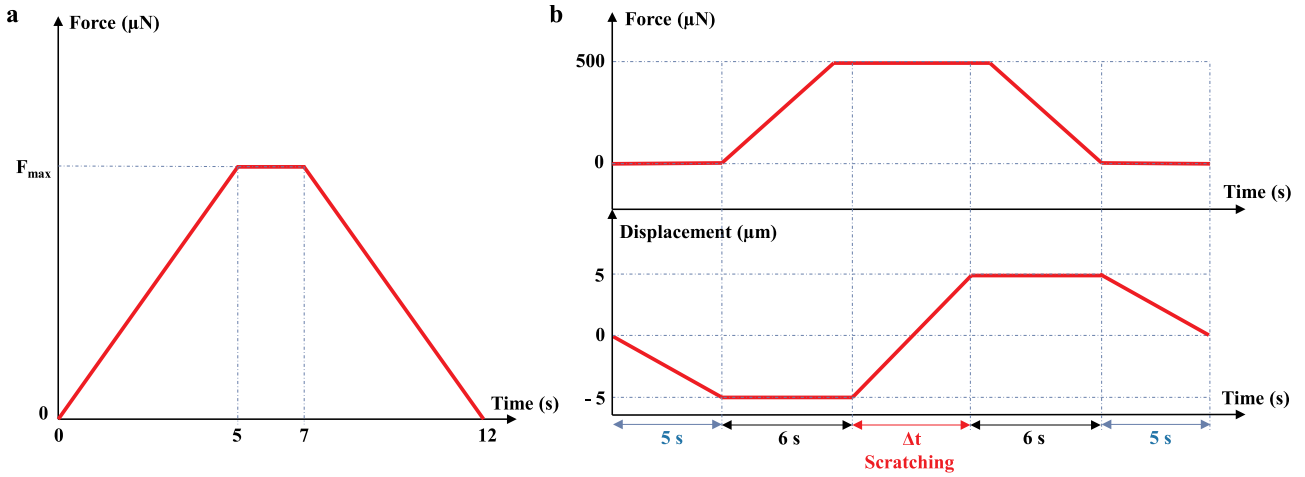 a
Force (µN)
F_max
0
0
5
7
12
Time (s)
b
Force (µN)
500
0
Time (s)
Displacement (µm)
5
0
- 5
Time (s)
5 s
6 s
Δt
6 s
5 s
Scratching